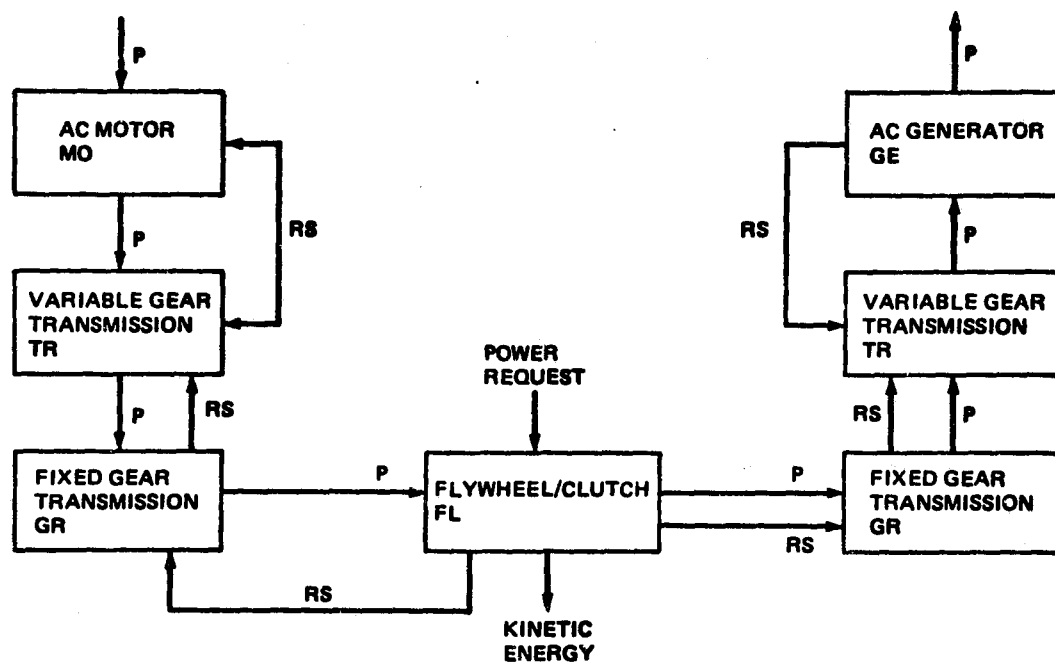 P
P
AC MOTOR
MO
AC GENERATOR
GE
RS
RS
P
P
VARIABLE GEAR
TRANSMISSION
TR
VARIABLE GEAR
TRANSMISSION
TR
POWER
REQUEST
P
RS
RS
P
FIXED GEAR
TRANSMISSION
GR
P
FLYWHEEL/CLUTCH
FL
P
RS
FIXED GEAR
TRANSMISSION
GR
RS
KINETIC
ENERGY